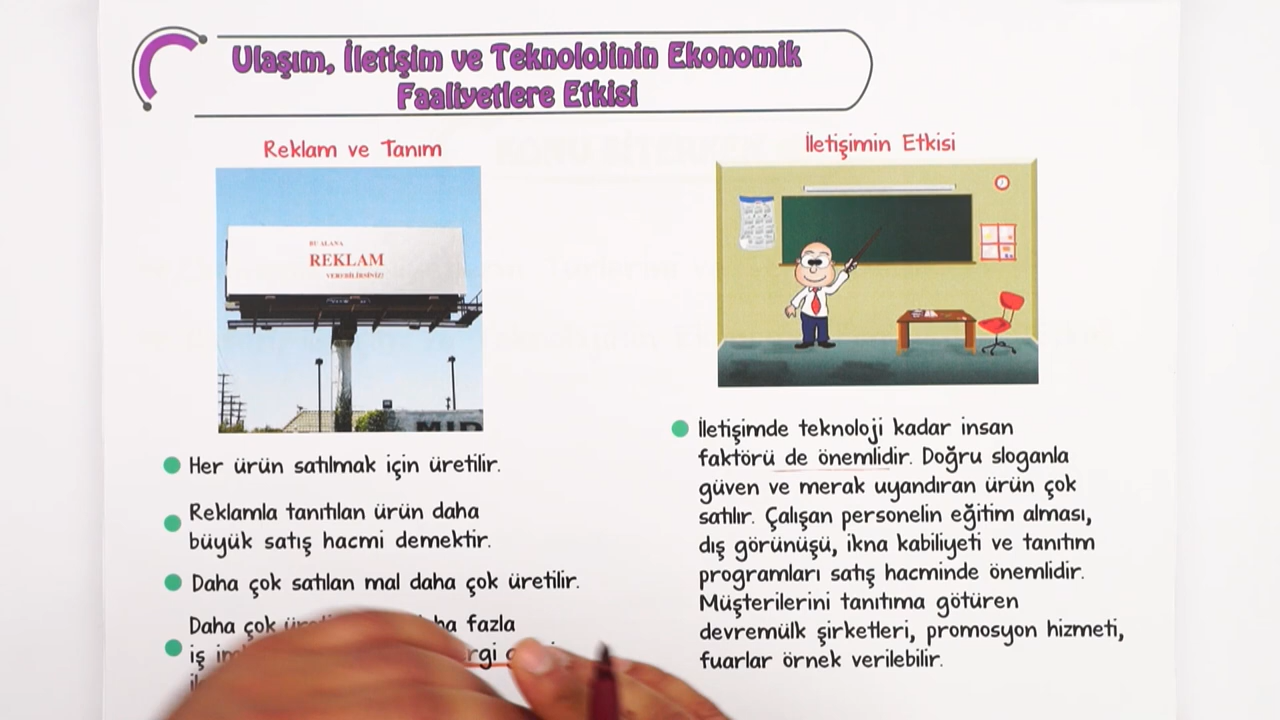 Ulaşım, İletişim ve Teknolojinin Ekonomik
Faaliyetlere Etkisi
Reklam ve Tanım
BU ALANA
REKLAM
VEREBİLİRSİNİZ!
Her ürün satılmak için üretilir.
Reklamla tanıtılan ürün daha
büyük satış hacmi demektir.
Daha çok satılan mal daha çok üretilir.
Daha çok fazla
iş
İletişimin Etkisi
İletişimde teknoloji kadar insan
faktörü de önemlidir. Doğru sloganla
güven ve merak uyandıran ürün çok
satılır. Çalışan personelin eğitim alması,
dış görünüşü, ikna kabiliyeti ve tanıtım
programları satış hacminde önemlidir.
Müşterilerini tanıtıma götüren
devremülk şirketleri, promosyon hizmeti,
fuarlar örnek verilebilir.